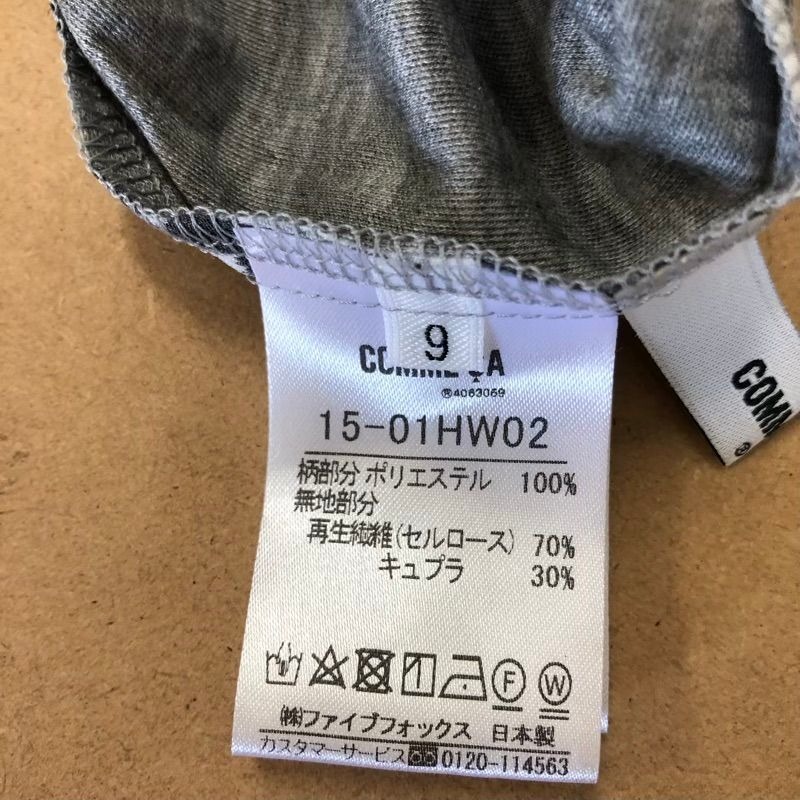 9
COMME ÇA
®4063059
15-01HW02
柄部分 ポリエステル 100%
無地部分
再生繊維(セルロース) 70%
キュプラ 30%
F W
㈱ファイブフォックス 日本製
カスタマーサービス 0120-114563
COMM
®